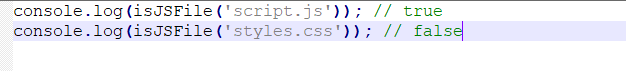 console.log(isJSFile('script.js')); // true
console.log(isJSFile('styles.css')); // false